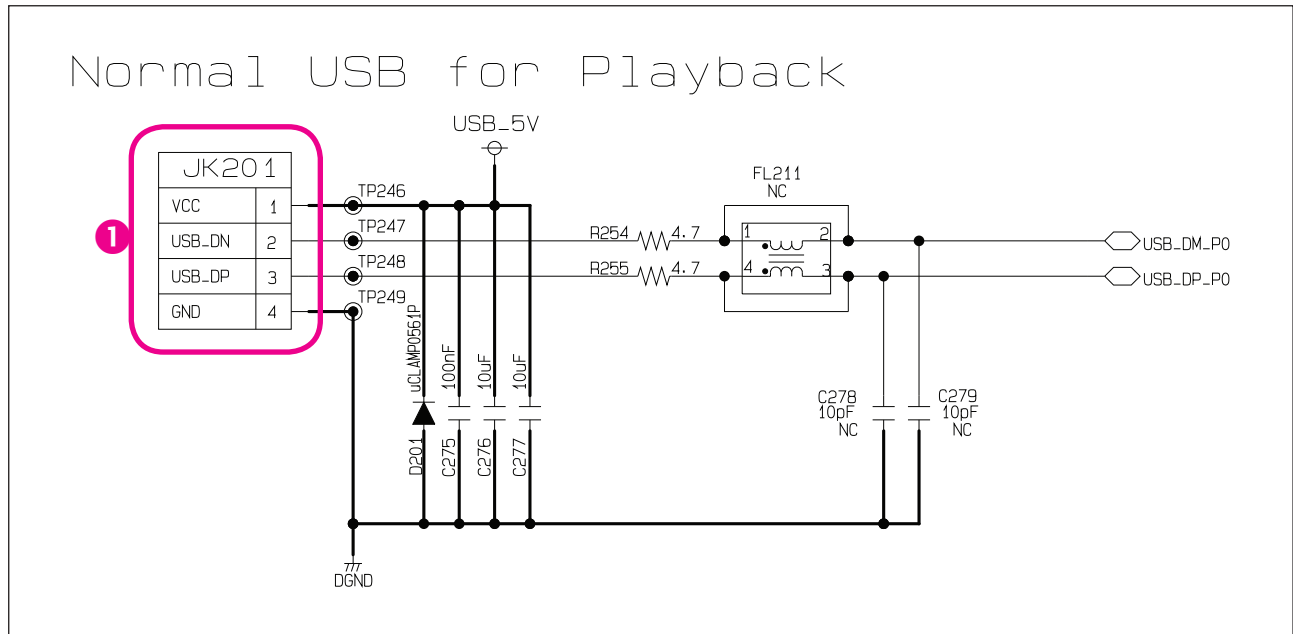 Normal USB for Playback
USB_5V
JK201
VCC 1
USB_DN 2
USB_DP 3
GND 4
1
TP246
TP247
TP248
TP249
R254 4.7
R255 4.7
FL211
NC
1 2
4 3
USB_DM_P0
USB_DP_P0
uCLAMP0561P
D201
100nF
C275
10uF
C276
10uF
C277
C278
10pF
NC
C279
10pF
NC
DGND